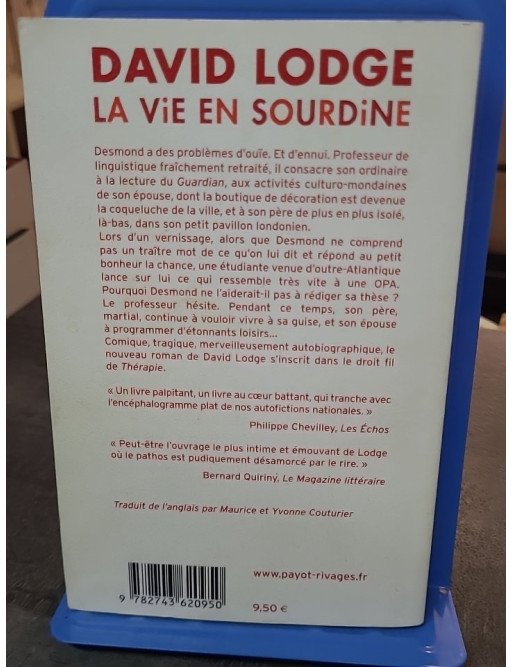 DAVID LODGE
LA ViE EN SOURDiNE
Desmond a des problèmes d'ouïe. Et d'ennui. Professeur de
linguistique fraîchement retraité, il consacre son ordinaire
à la lecture du Guardian, aux activités culturo-mondaines
de son épouse, dont la boutique de décoration est devenue
la coqueluche de la ville, et à son père de plus en plus isolé,
là-bas, dans son petit pavillon londonien.
Lors d'un vernissage, alors que Desmond ne comprend
pas un traître mot de ce qu'on lui dit et répond au petit
bonheur la chance, une étudiante venue d'outre-Atlantique
lance sur lui ce qui ressemble très vite à une OPA.
Pourquoi Desmond ne l'aiderait-il pas à rédiger sa thèse ?
Le professeur hésite. Pendant ce temps, son père,
martial, continue à vouloir vivre à sa guise, et son épouse
à programmer d'étonnants loisirs...
Comique, tragique, merveilleusement autobiographique, le
nouveau roman de David Lodge s'inscrit dans le droit fil
de Thérapie.
« Un livre palpitant, un livre au cœur battant, qui tranche avec
l'encéphalogramme plat de nos autofictions nationales. »
Philippe Chevilley, Les Échos
« Peut-être l'ouvrage le plus intime et émouvant de Lodge
où le pathos est pudiquement désamorcé par le rire. »
Bernard Quiriny, Le Magazine littéraire
Traduit de l'anglais par Maurice et Yvonne Couturier
www.payot-rivages.fr
9 782743 620950
9,50 €